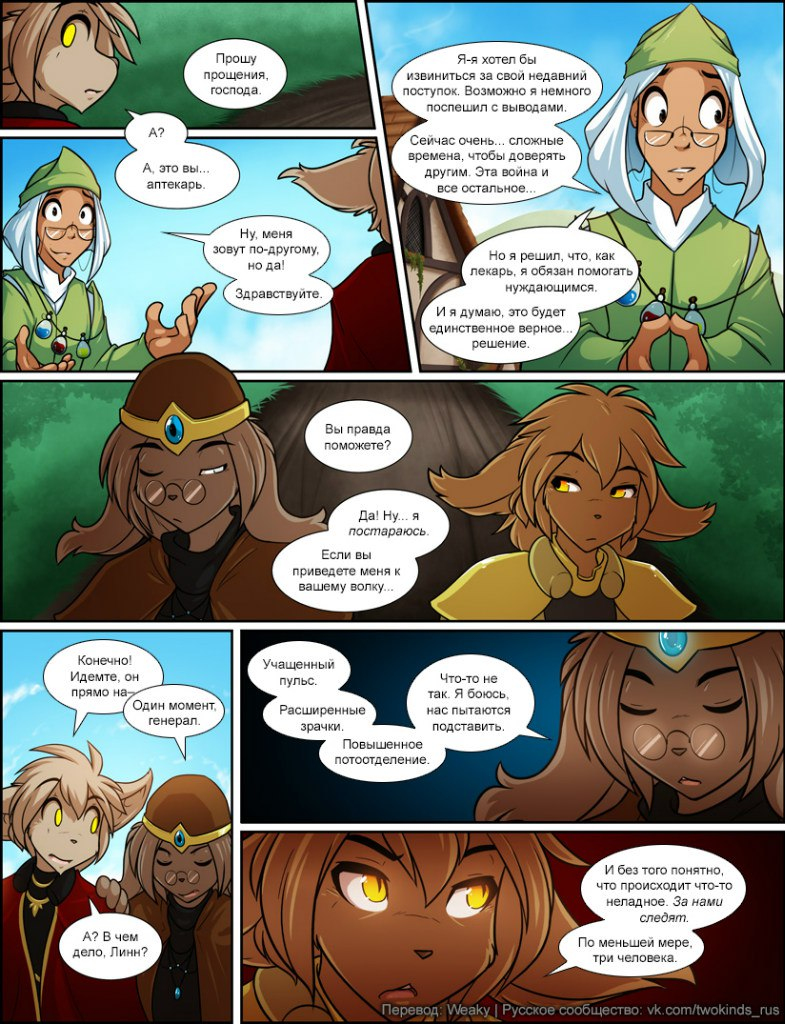 Прошу
прощения,
господа.
А?
А, это вы...
аптекарь.
Ну, меня
зовут по-другому,
но да!
Здравствуйте.
Я-я хотел бы
извиниться за свой недавний
поступок. Возможно я немного
поспешил с выводами.
Сейчас очень... сложные
времена, чтобы доверять
другим. Эта война и
все остальное...
Но я решил, что, как
лекарь, я обязан помогать
нуждающимся.
И я думаю, это будет
единственное верное...
решение.
Вы правда
поможете?
Да! Ну... я
постараюсь.
Если вы
приведете меня к
вашему волку...
Конечно!
Идемте, он
прямо на–
Один момент,
генерал.
А? В чем
дело, Линн?
Учащенный
пульс.
Расширенные
зрачки.
Повышенное
потоотделение.
Что-то не
так. Я боюсь,
нас пытаются
подставить.
И без того понятно,
что происходит что-то
неладное. За нами
следят.
По меньшей мере,
три человека.
Перевод: Weaky | Русское сообщество: vk.com/twokinds_rus